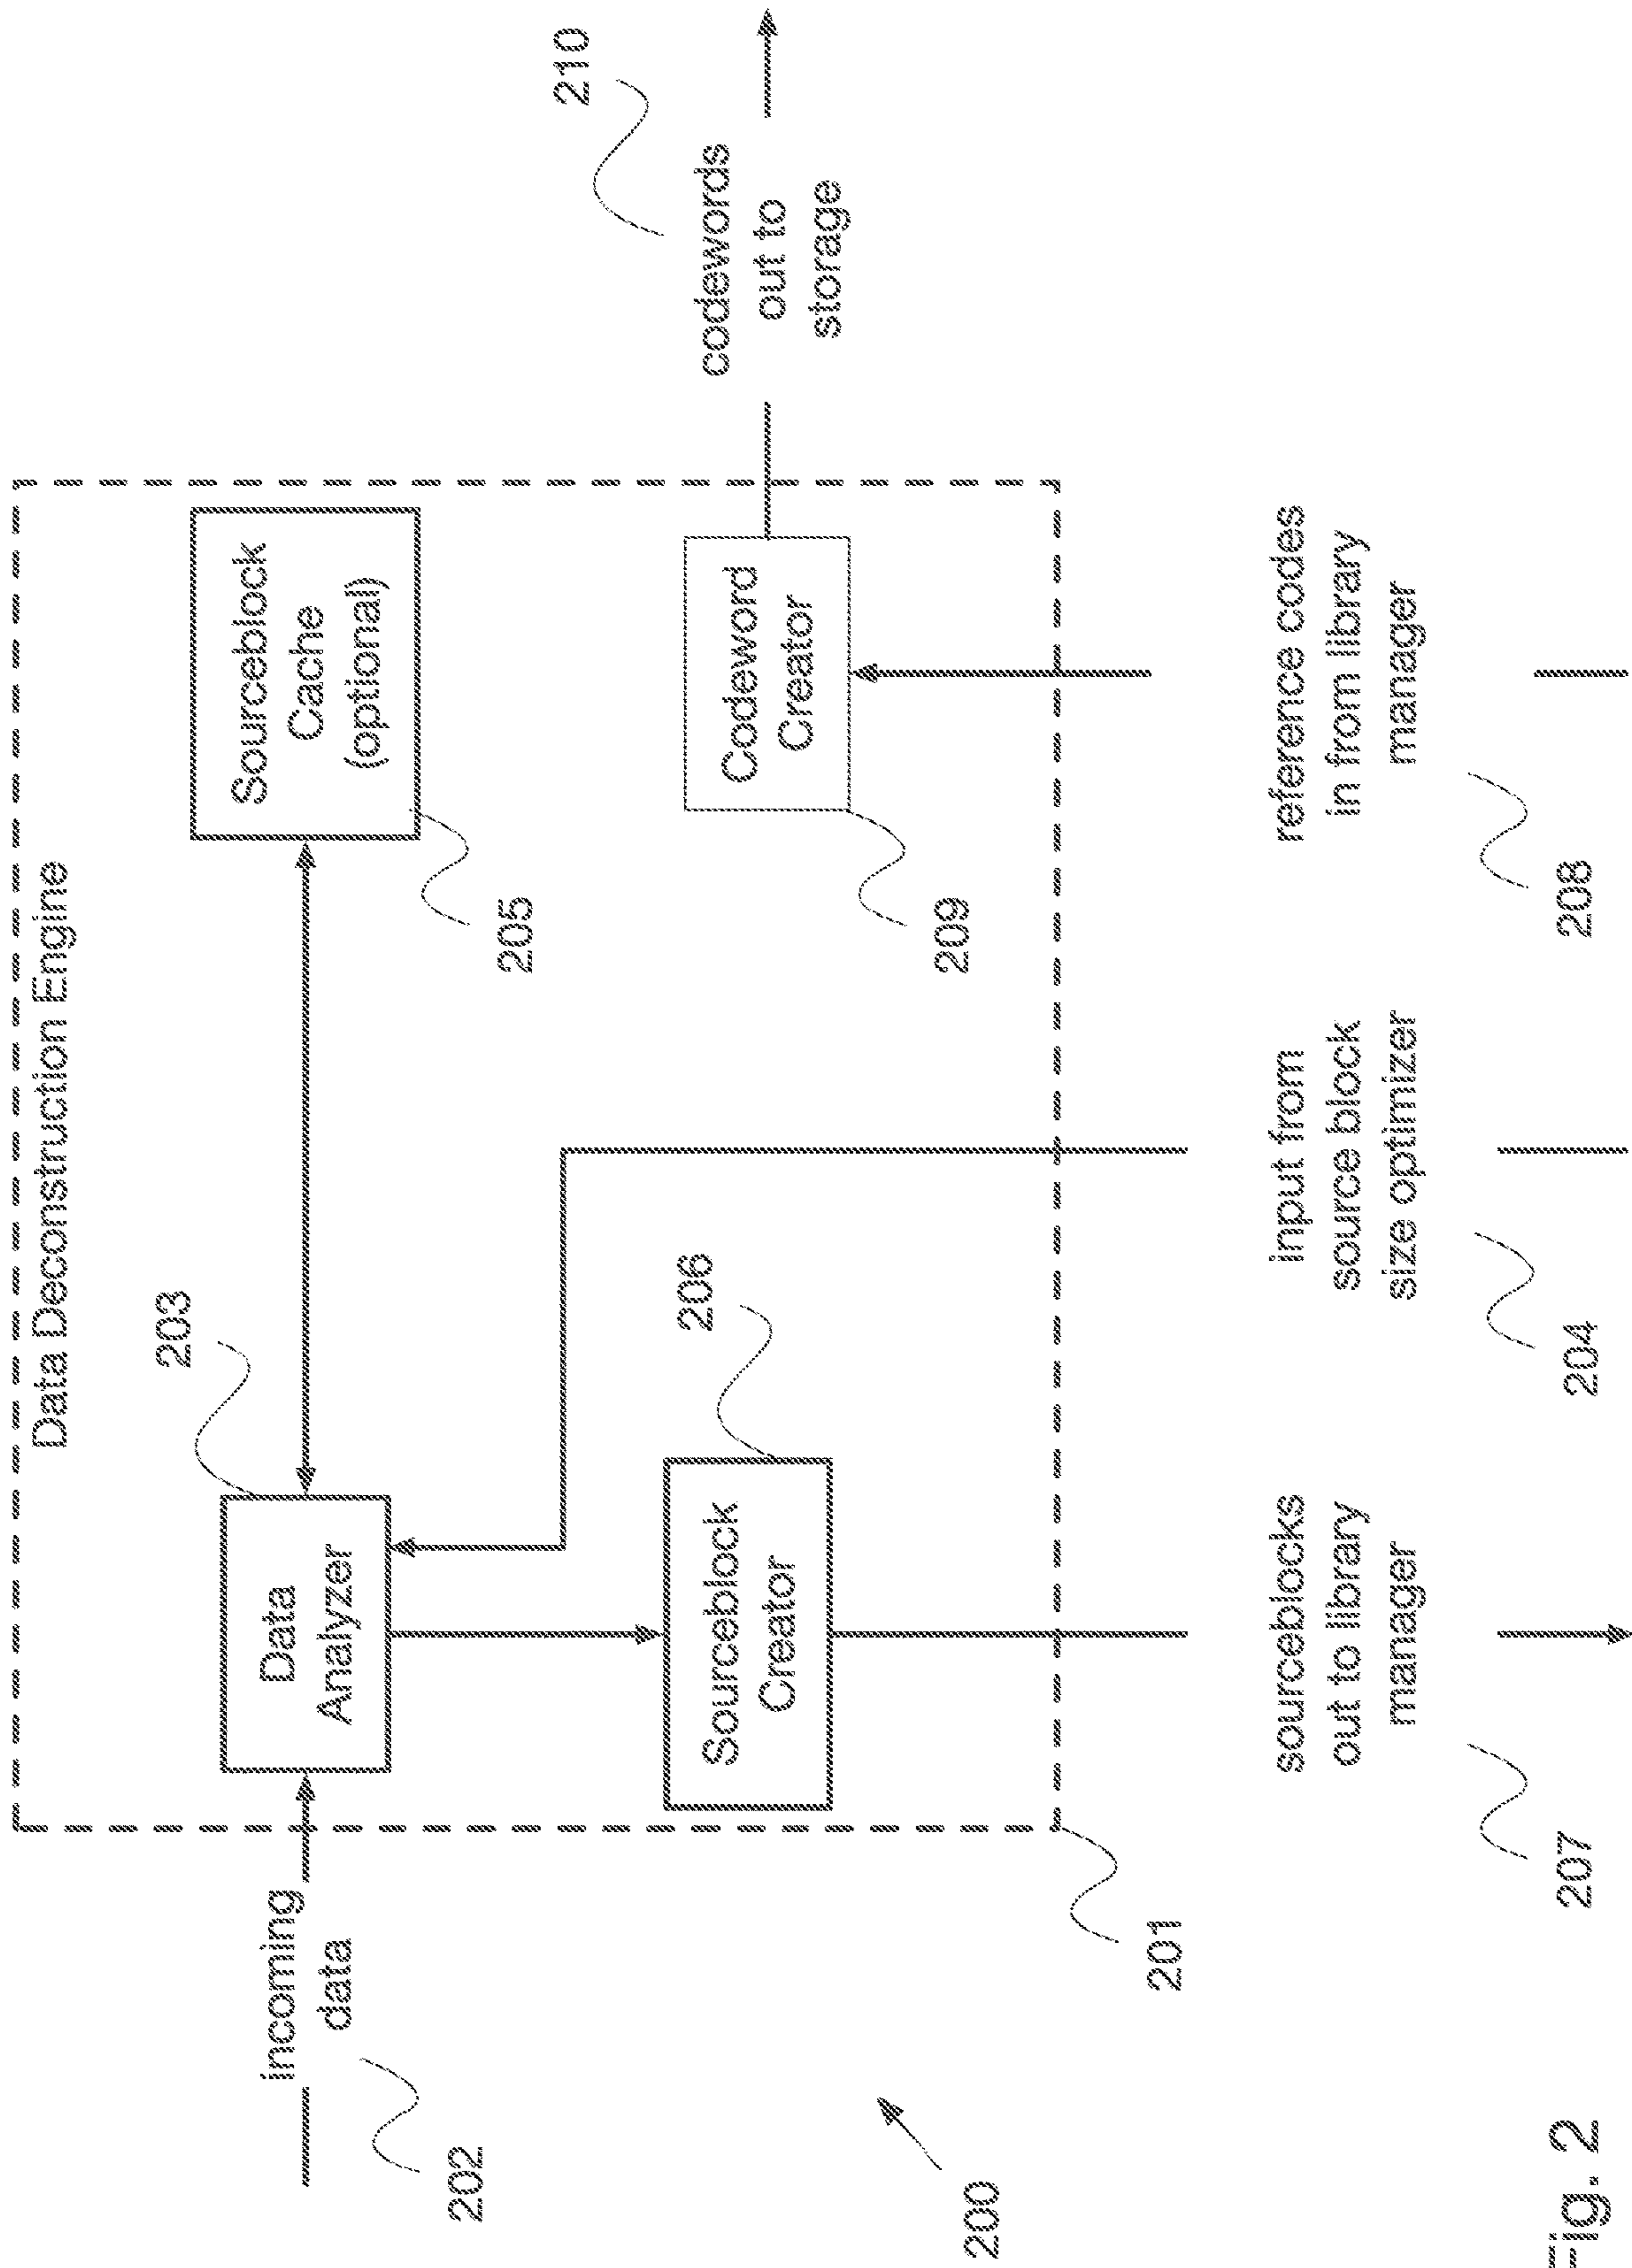 Data Deconstruction Engine
incoming
data
202
Data
Analyzer
203
Sourceblock
Cache
(optional)
205
Sourceblock
Creator
206
Codeword
Creator
209
codewords
out to
storage
210
201
200
sourceblocks
out to library
manager
207
input from
source block
size optimizer
204
reference codes
in from library
manager
208
Fig. 2